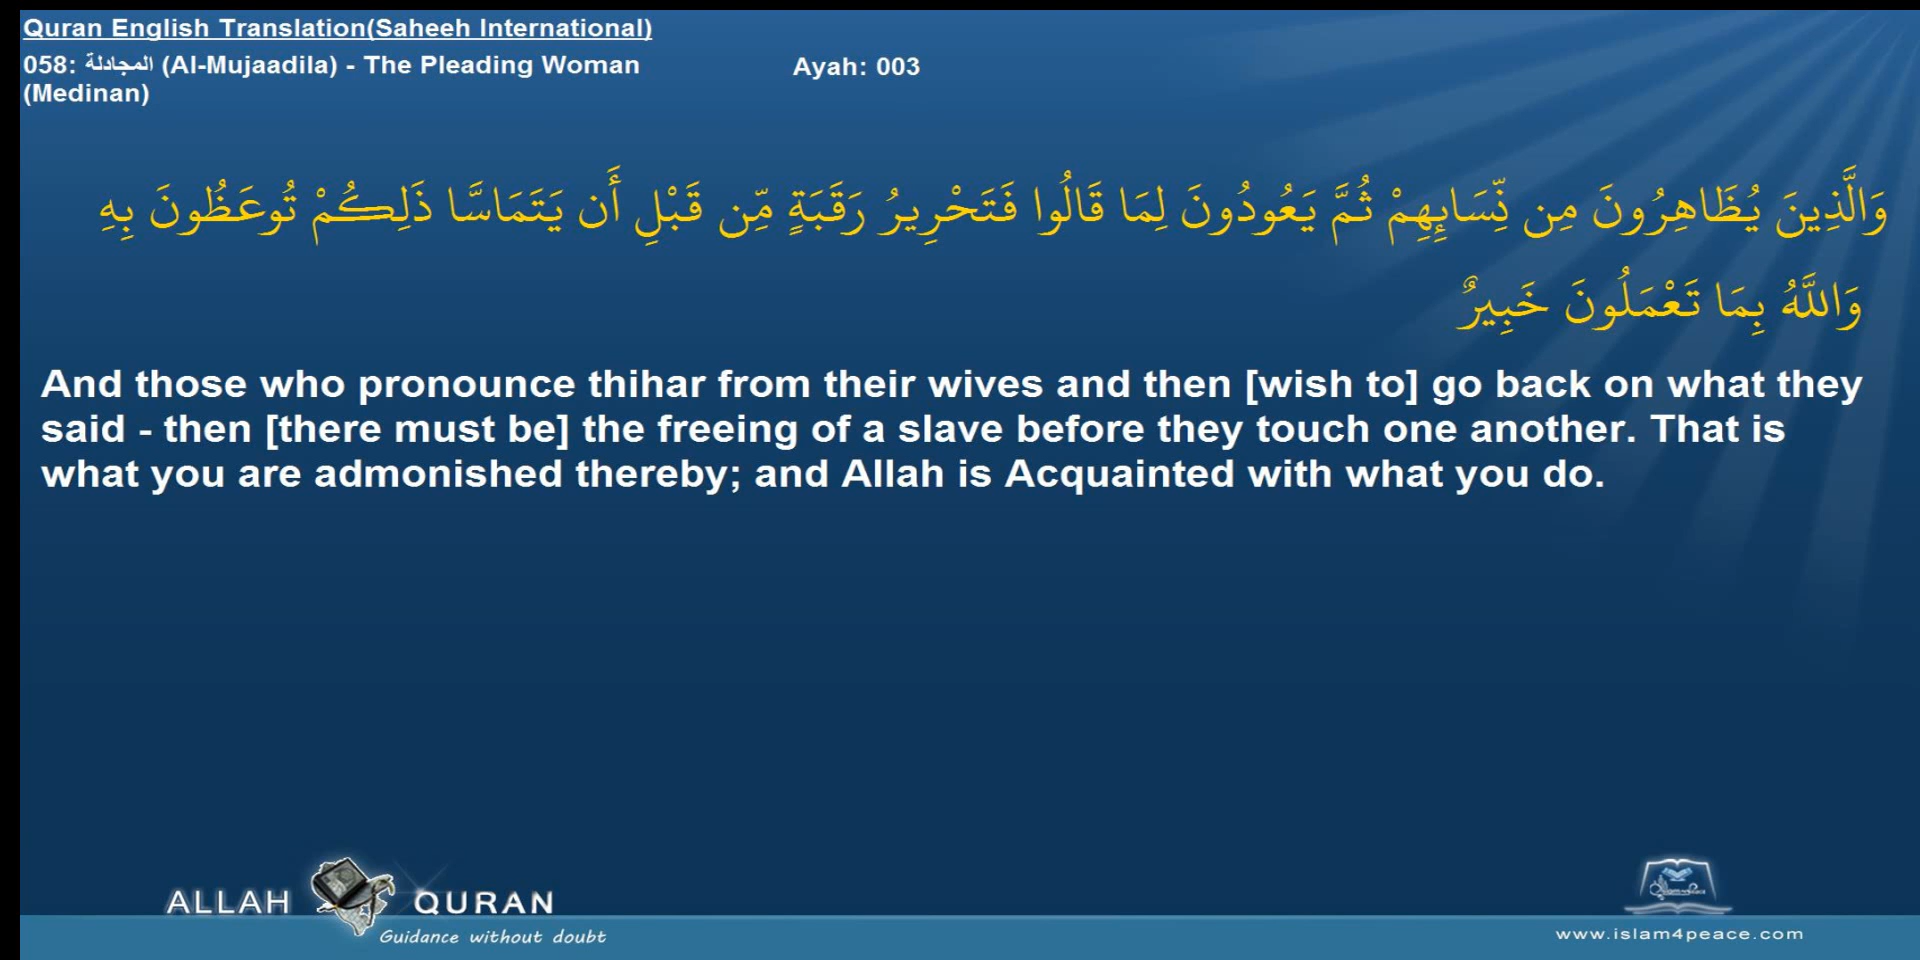 Quran English Translation(Saheeh International)
058: المجادلة (Al-Mujaadila) - The Pleading Woman
(Medinan)
Ayah: 003
وَالَّذِينَ يُظَاهِرُونَ مِن نِّسَائِهِمْ ثُمَّ يَعُودُونَ لِمَا قَالُوا فَتَحْرِيرُ رَقَبَةٍ مِّن قَبْلِ أَن يَتَمَاسَّا ذَلِكُمْ تُوعَظُونَ بِهِ
وَاللَّهُ بِمَا تَعْمَلُونَ خَبِيرٌ
And those who pronounce thihar from their wives and then [wish to] go back on what they
said - then [there must be] the freeing of a slave before they touch one another. That is
what you are admonished thereby; and Allah is Acquainted with what you do.
ALLAH QURAN
Guidance without doubt
www.islam4peace.com